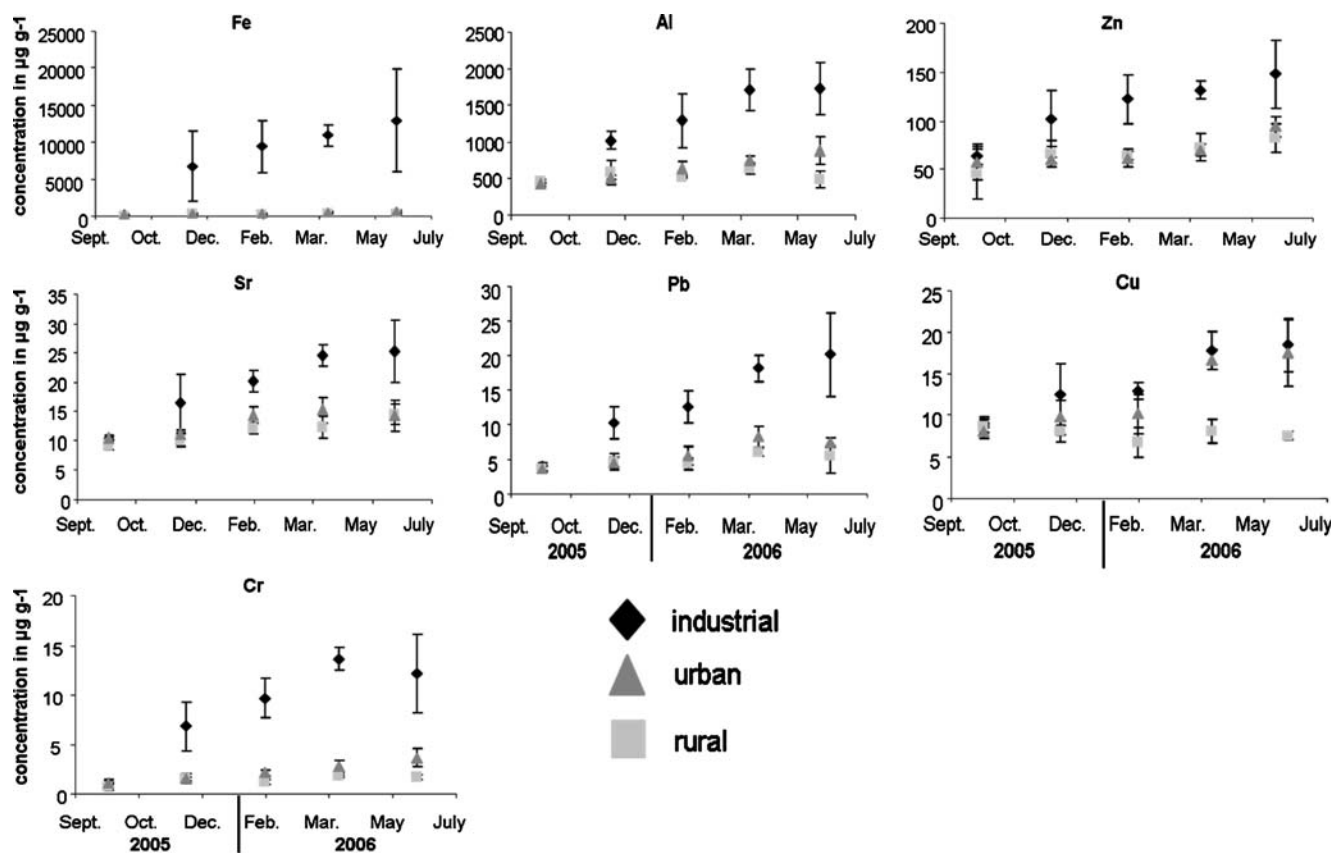 Fe
Al
Zn
concentration in µg g-1
25000
20000
15000
10000
5000
0
Sept. Oct. Dec. Feb. Mar. May July
2500
2000
1500
1000
500
0
Sept. Oct. Dec. Feb. Mar. May July
200
150
100
50
0
Sept. Oct. Dec. Feb. Mar. May July
Sr
Pb
Cu
concentration in µg g-1
35
30
25
20
15
10
5
0
Sept. Oct. Dec. Feb. Mar. May July
30
25
20
15
10
5
0
Sept. Oct. Dec. Feb. Mar. May July
2005 2006
25
20
15
10
5
0
Sept. Oct. Dec. Feb. Mar. May July
2005 2006
Cr
concentration in µg g-1
20
15
10
5
0
Sept. Oct. Dec. Feb. Mar. May July
2005 2006
industrial
urban
rural